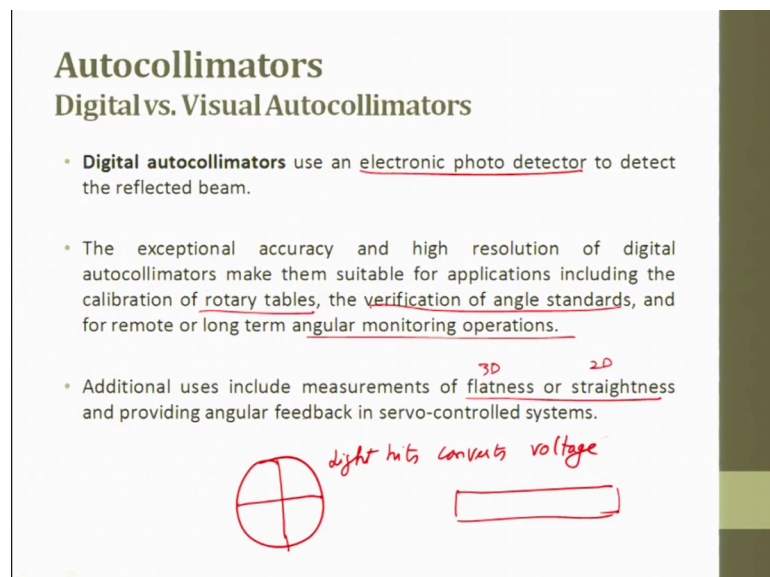 Autocollimators
Digital vs. Visual Autocollimators
• Digital autocollimators use an electronic photo detector to detect
the reflected beam.
• The exceptional accuracy and high resolution of digital
autocollimators make them suitable for applications including the
calibration of rotary tables, the verification of angle standards, and
for remote or long term angular monitoring operations.
3D 2D
• Additional uses include measurements of flatness or straightness
and providing angular feedback in servo-controlled systems.
light hits converts voltage